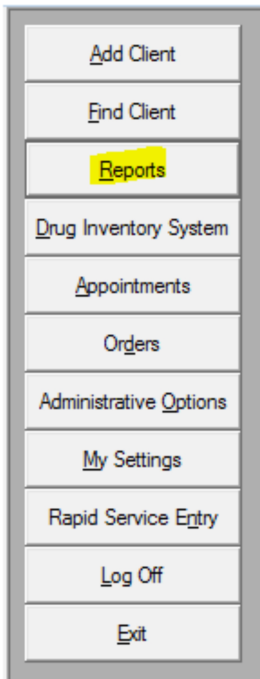 Add Client
Find Client
Reports
Drug Inventory System
Appointments
Orders
Administrative Options
My Settings
Rapid Service Entry
Log Off
Exit